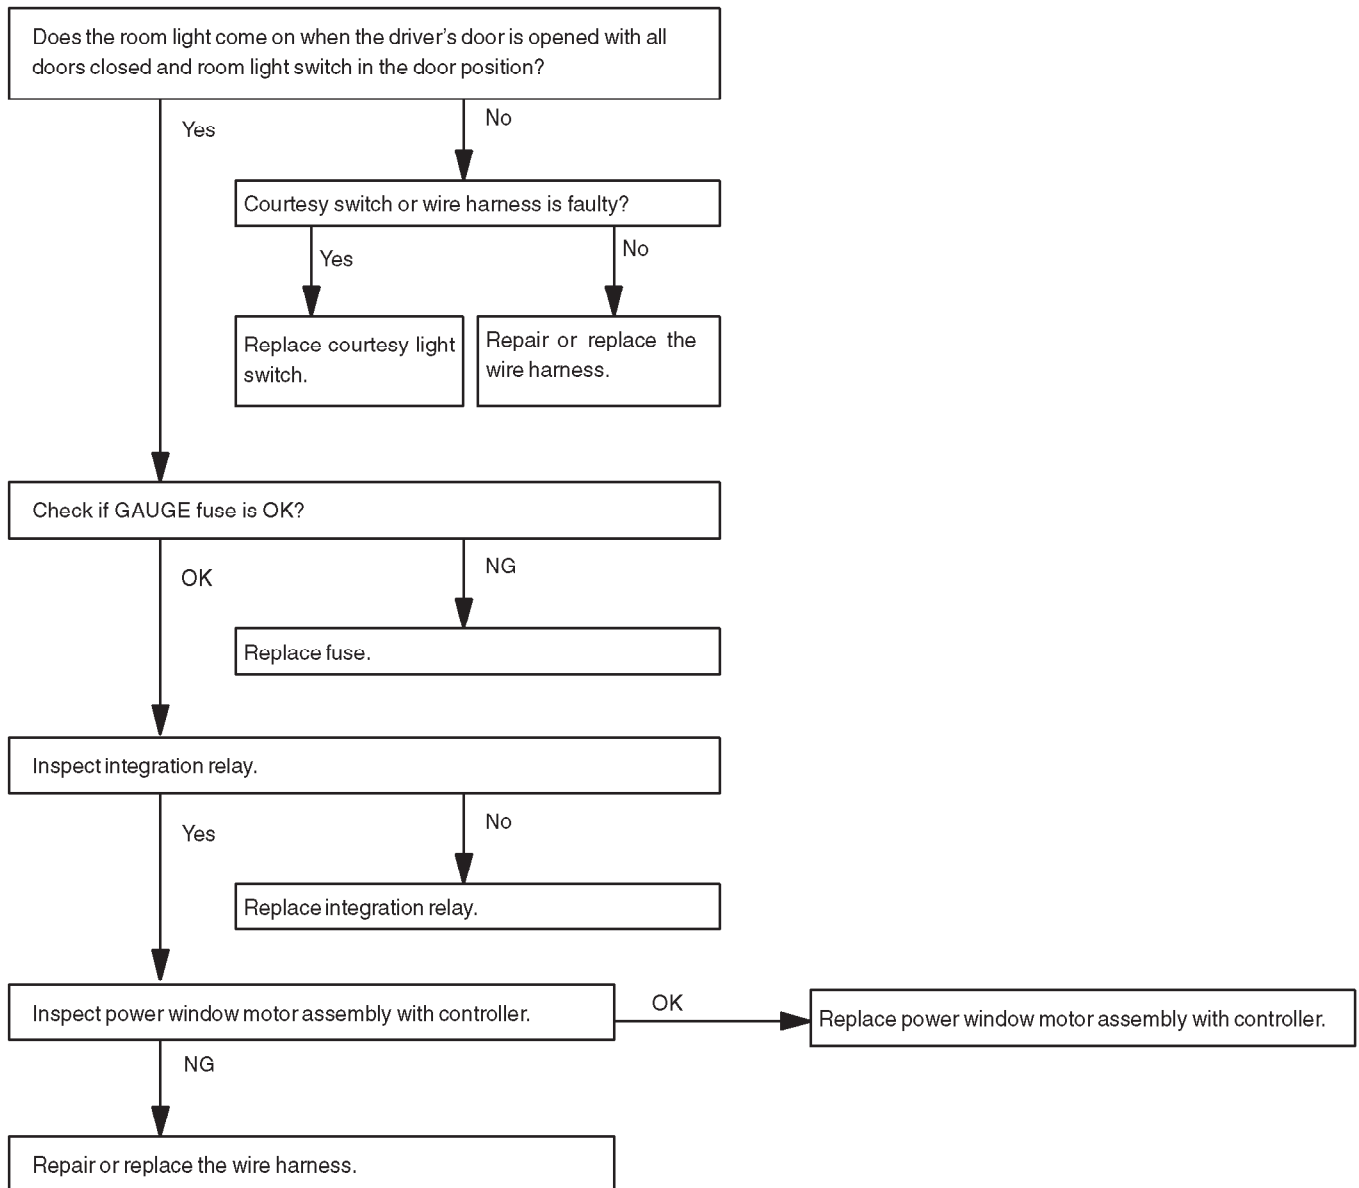 Does the room light come on when the driver's door is opened with all
doors closed and room light switch in the door position?
Yes
No
Courtesy switch or wire harness is faulty?
Yes
No
Replace courtesy light
switch.
Repair or replace the
wire harness.
Check if GAUGE fuse is OK?
OK
NG
Replace fuse.
Inspect integration relay.
Yes
No
Replace integration relay.
Inspect power window motor assembly with controller.
OK
Replace power window motor assembly with controller.
NG
Repair or replace the wire harness.